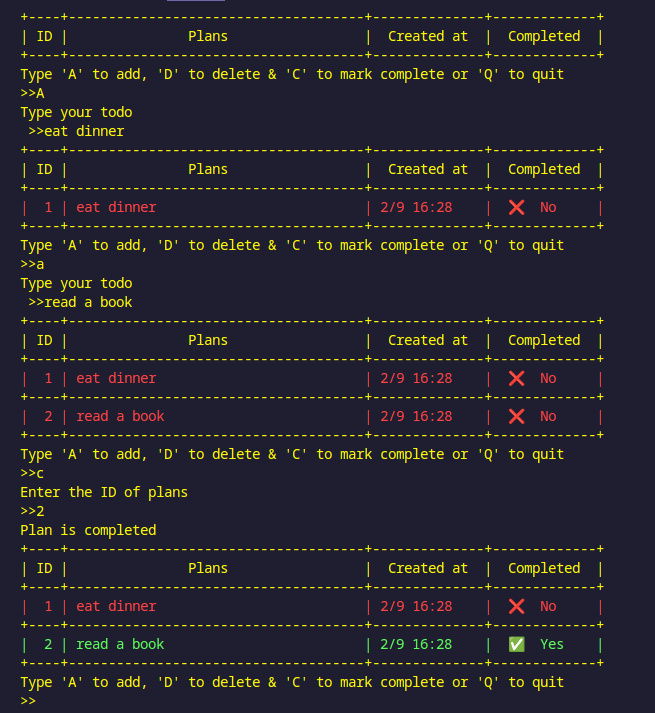 +----+-------------------------------------+--------------+-------------+
| ID |               Plans                 |  Created at  |  Completed  |
+----+-------------------------------------+--------------+-------------+
Type 'A' to add, 'D' to delete & 'C' to mark complete or 'Q' to quit
>>A
Type your todo
 >>eat dinner
+----+-------------------------------------+--------------+-------------+
| ID |               Plans                 |  Created at  |  Completed  |
+----+-------------------------------------+--------------+-------------+
|  1 | eat dinner                          | 2/9 16:28    |  ❌  No     |
+----+-------------------------------------+--------------+-------------+
Type 'A' to add, 'D' to delete & 'C' to mark complete or 'Q' to quit
>>a
Type your todo
 >>read a book
+----+-------------------------------------+--------------+-------------+
| ID |               Plans                 |  Created at  |  Completed  |
+----+-------------------------------------+--------------+-------------+
|  1 | eat dinner                          | 2/9 16:28    |  ❌  No     |
+----+-------------------------------------+--------------+-------------+
|  2 | read a book                         | 2/9 16:28    |  ❌  No     |
+----+-------------------------------------+--------------+-------------+
Type 'A' to add, 'D' to delete & 'C' to mark complete or 'Q' to quit
>>c
Enter the ID of plans
>>2
Plan is completed
+----+-------------------------------------+--------------+-------------+
| ID |               Plans                 |  Created at  |  Completed  |
+----+-------------------------------------+--------------+-------------+
|  1 | eat dinner                          | 2/9 16:28    |  ❌  No     |
+----+-------------------------------------+--------------+-------------+
|  2 | read a book                         | 2/9 16:28    |  ✅  Yes    |
+----+-------------------------------------+--------------+-------------+
Type 'A' to add, 'D' to delete & 'C' to mark complete or 'Q' to quit
>>